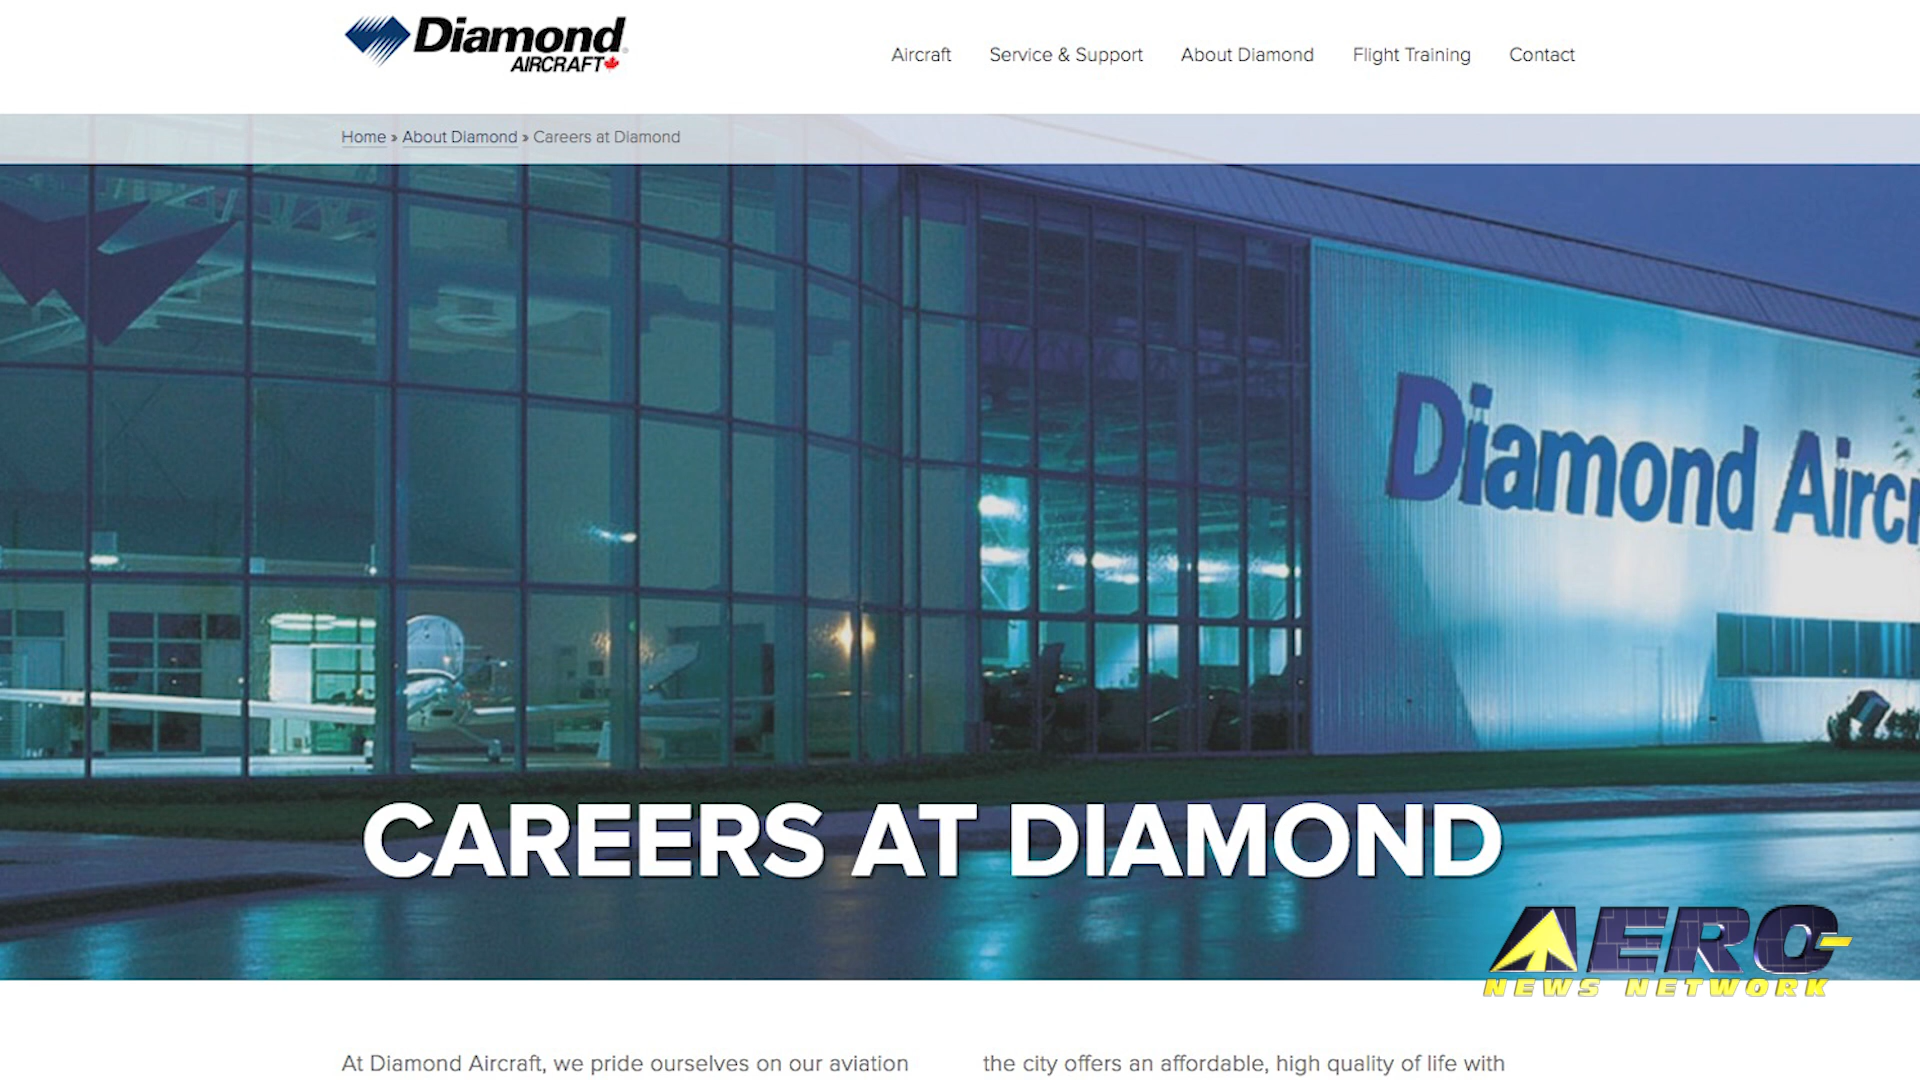 Diamond
AIRCRAFT
Aircraft Service & Support About Diamond Flight Training Contact
Home » About Diamond » Careers at Diamond
Diamond Aircr
CAREERS AT DIAMOND
AERO-
NEWS NETWORK
At Diamond Aircraft, we pride ourselves on our aviation
the city offers an affordable, high quality of life with